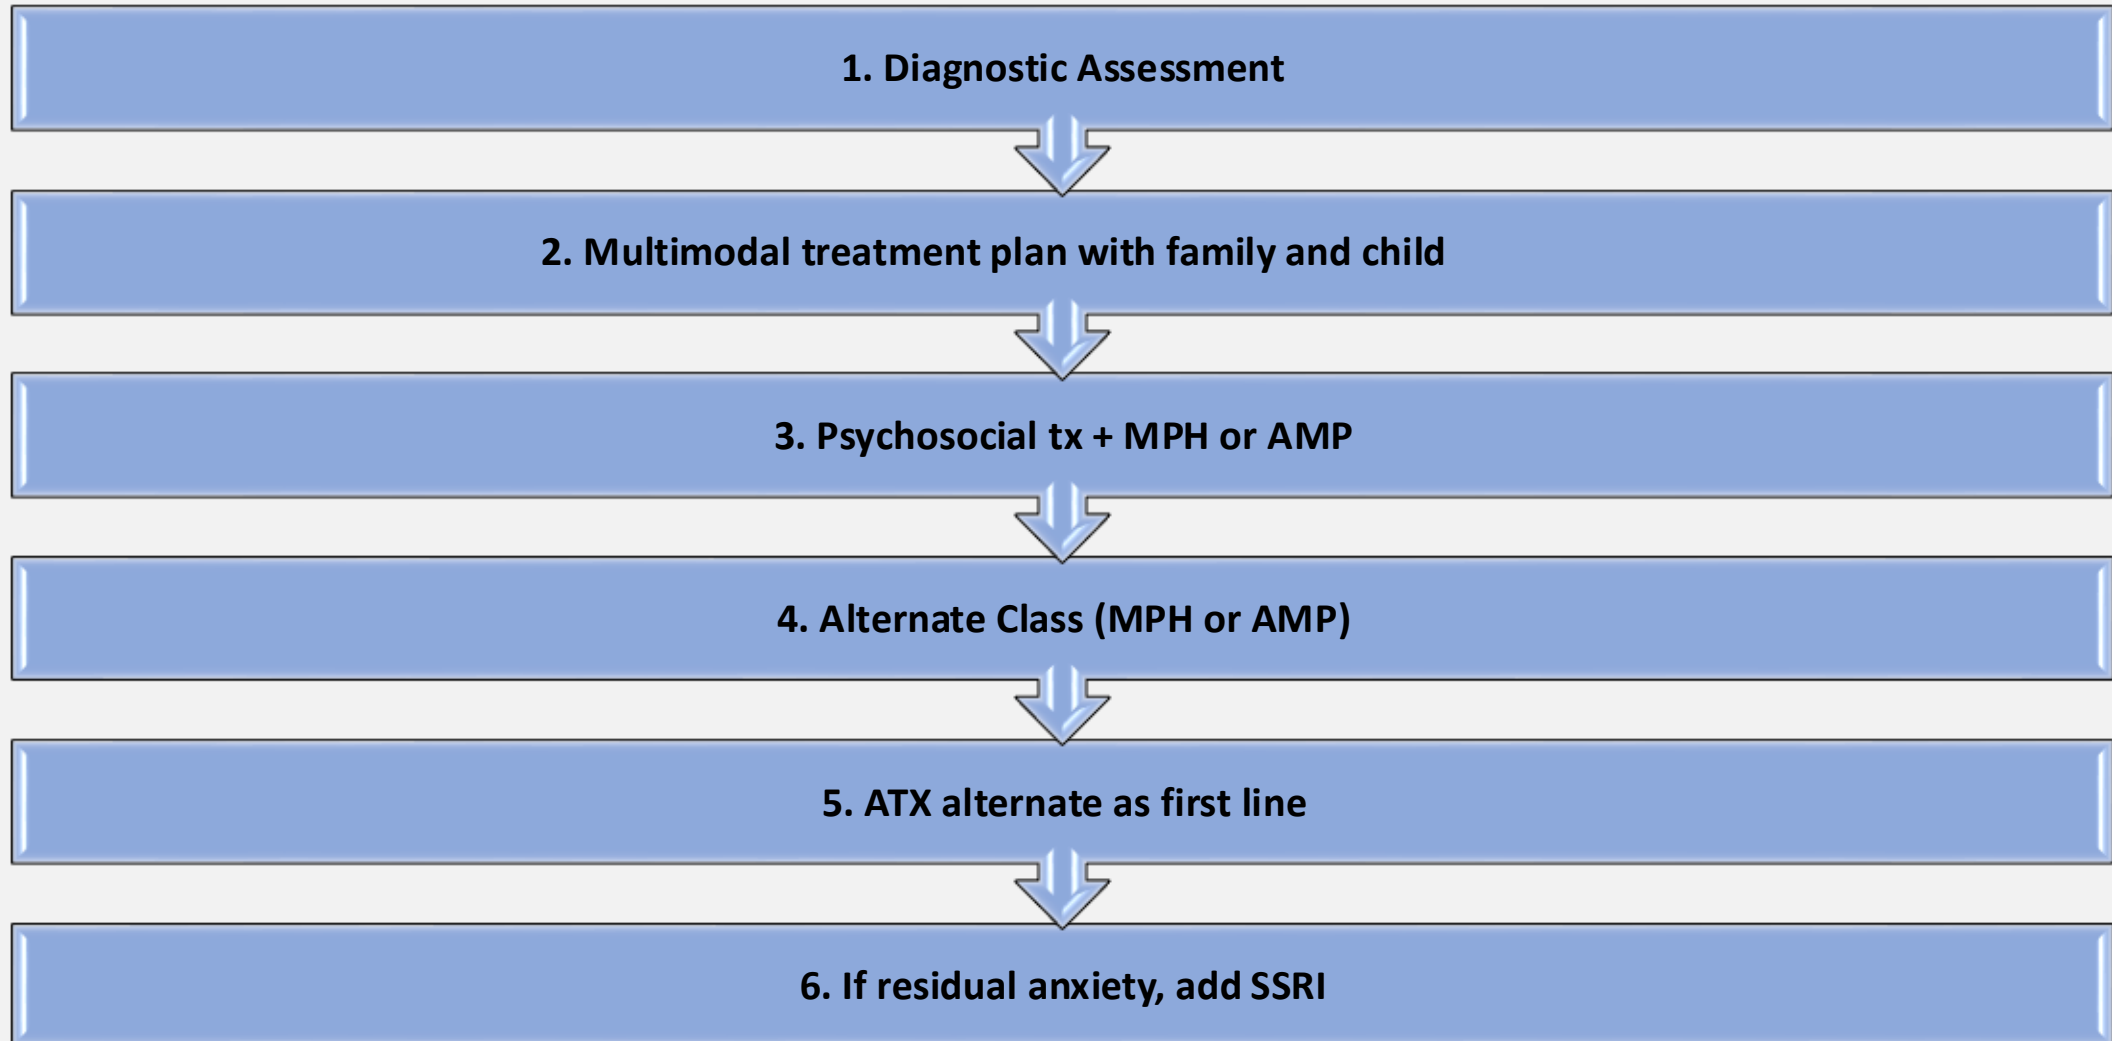 1. Diagnostic Assessment
2. Multimodal treatment plan with family and child
3. Psychosocial tx + MPH or AMP
4. Alternate Class (MPH or AMP)
5. ATX alternate as first line
6. If residual anxiety, add SSRI